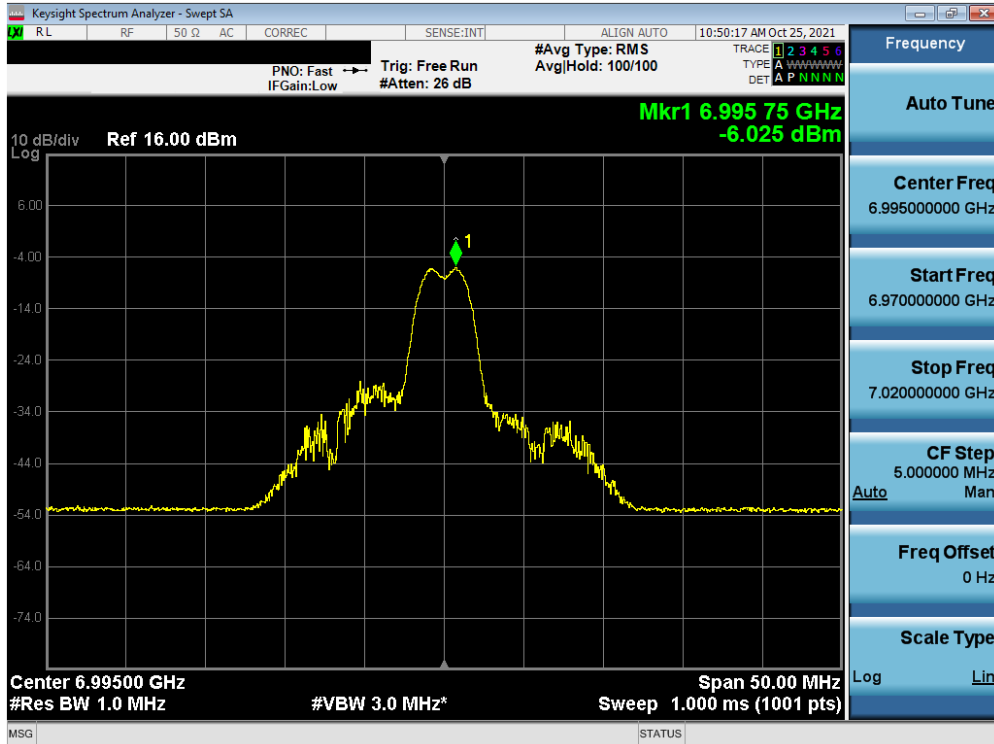 Keysight Spectrum Analyzer - Swept SA
LXI RL RF 50 Ω AC CORREC SENSE:INT ALIGN AUTO 10:50:17 AM Oct 25, 2021
PNO: Fast
IFGain:Low
Trig: Free Run
#Atten: 26 dB
#Avg Type: RMS
Avg|Hold: 100/100
TRACE 1 2 3 4 5 6
TYPE A WWWWW
DET A P N N N N
Mkr1 6.995 75 GHz
-6.025 dBm
10 dB/div Ref 16.00 dBm
Log
6.00
-4.00
-14.0
-24.0
-34.0
-44.0
-54.0
-64.0
-74.0
1
Center 6.99500 GHz Span 50.00 MHz
#Res BW 1.0 MHz #VBW 3.0 MHz* Sweep 1.000 ms (1001 pts)
MSG STATUS
Frequency
Auto Tune
Center Freq
6.995000000 GHz
Start Freq
6.970000000 GHz
Stop Freq
7.020000000 GHz
CF Step
5.000000 MHz
Auto Man
Freq Offset
0 Hz
Scale Type
Log Lin